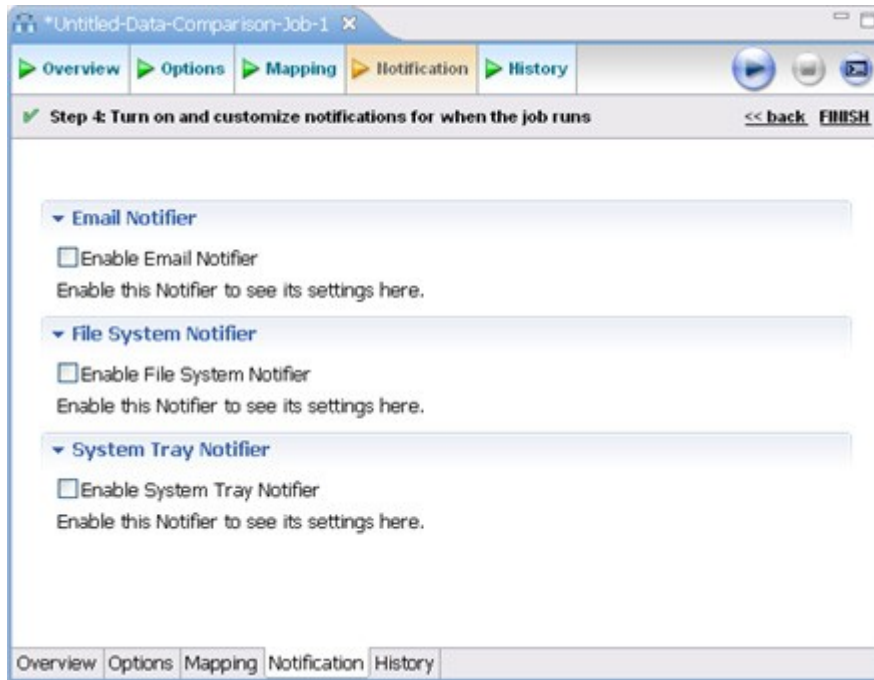 *Untitled-Data-Comparison-Job-1
Overview Options Mapping Notification History
Step 4: Turn on and customize notifications for when the job runs << back FINISH
Email Notifier
Enable Email Notifier
Enable this Notifier to see its settings here.
File System Notifier
Enable File System Notifier
Enable this Notifier to see its settings here.
System Tray Notifier
Enable System Tray Notifier
Enable this Notifier to see its settings here.
Overview Options Mapping Notification History